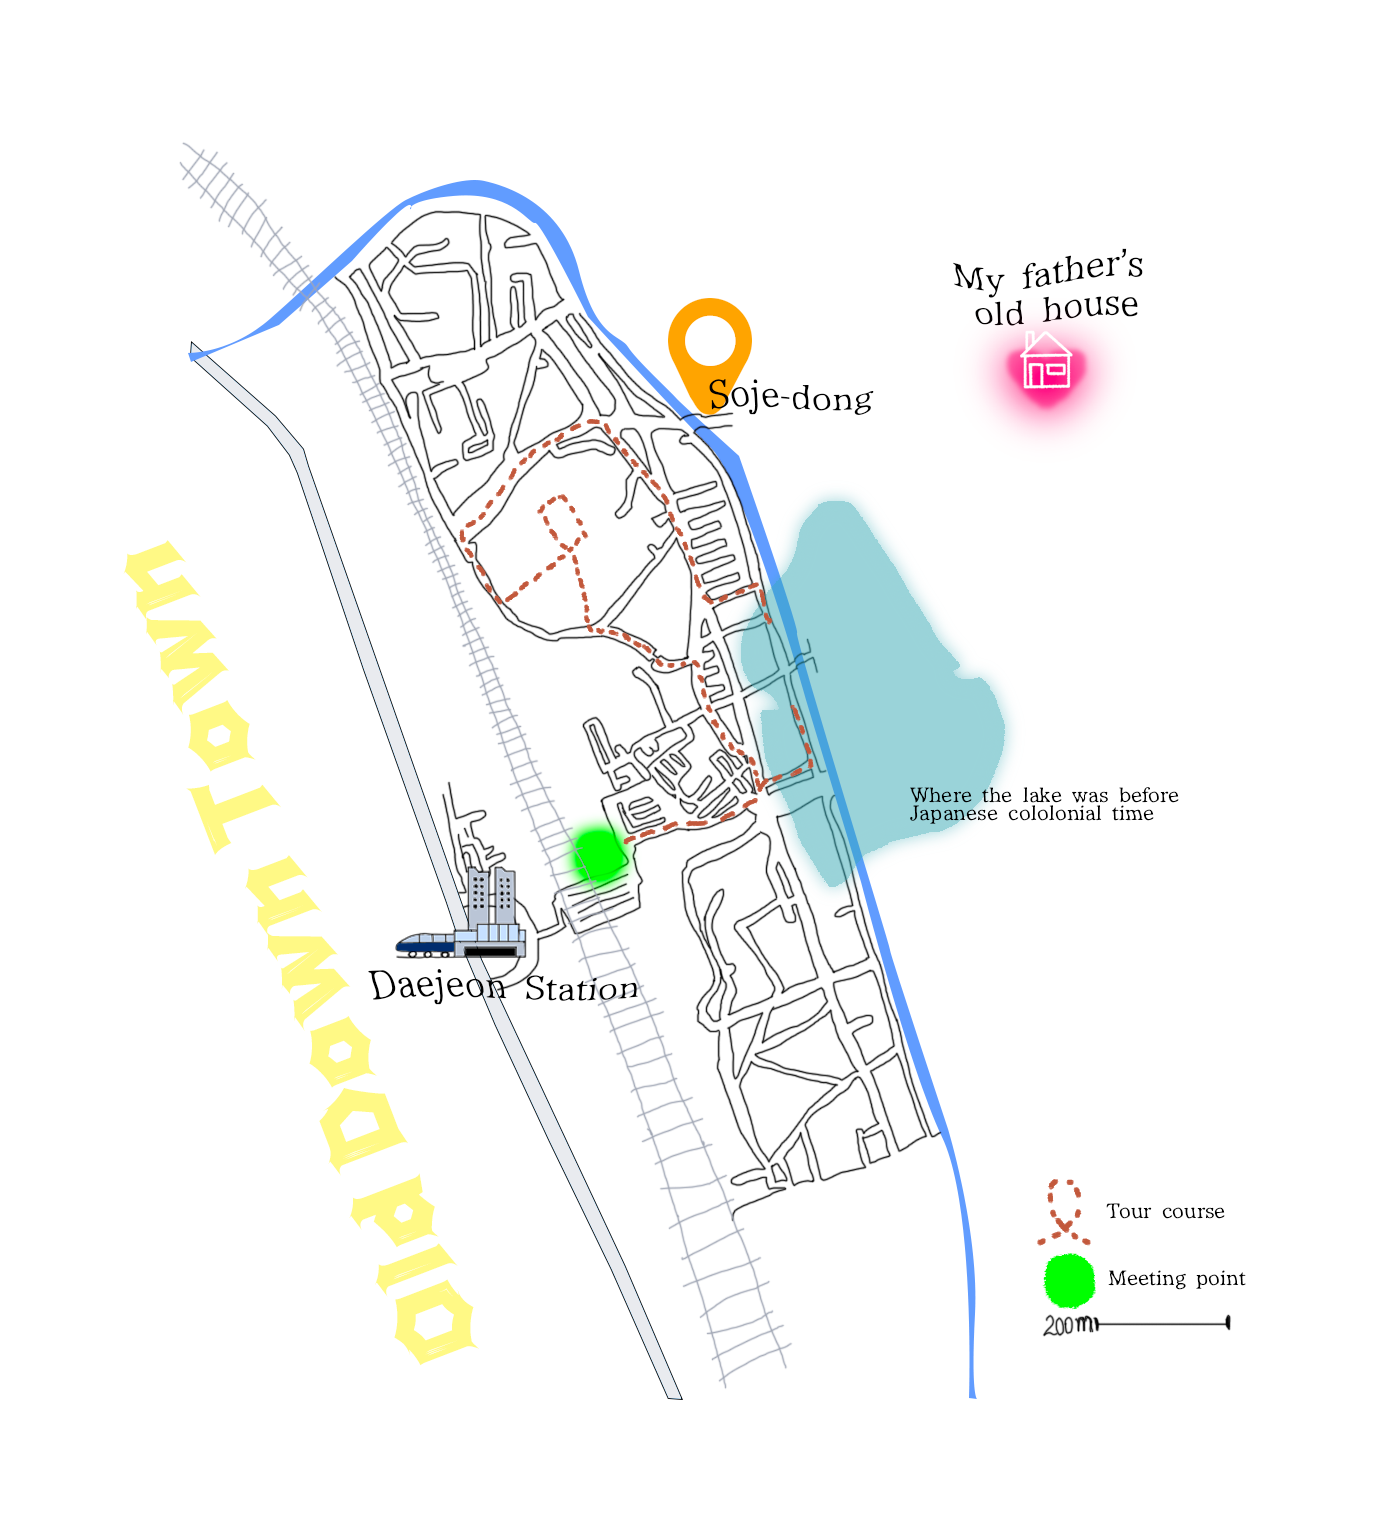 My father's
old house
Soje-dong
Where the lake was before
Japanese cololonial time
Daejeon Station
Old Down Town
Tour course
Meeting point
200m